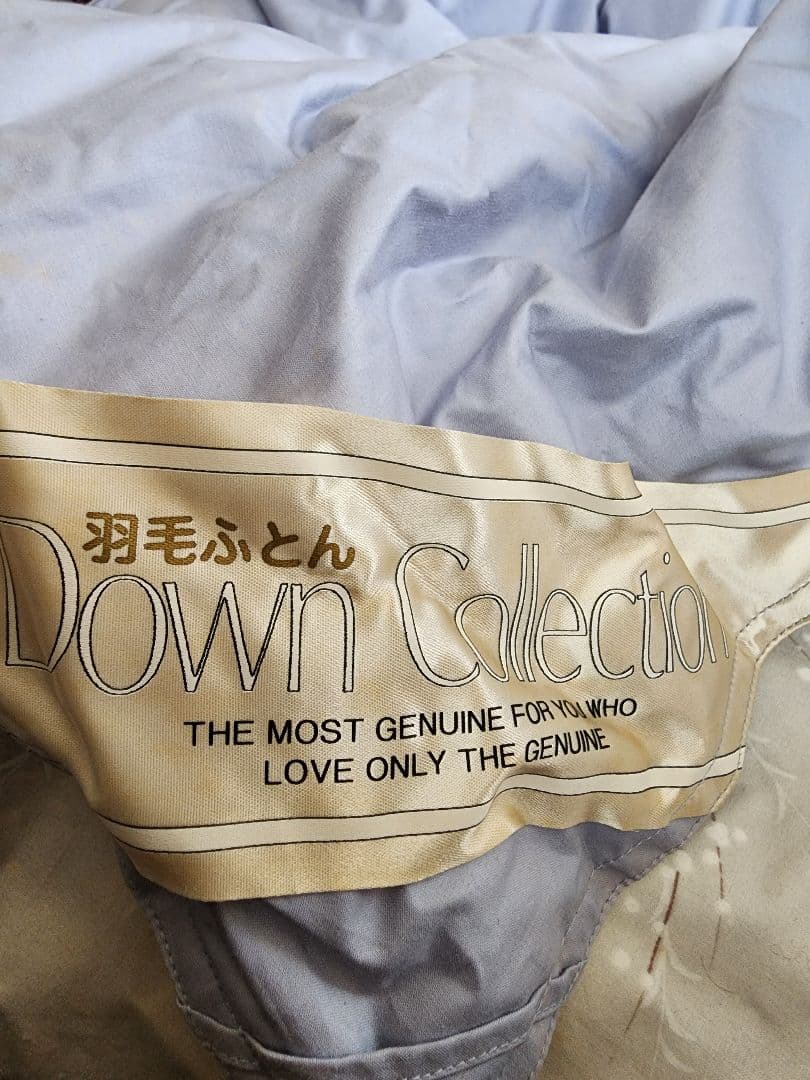 羽毛ふとん
Down Collection
THE MOST GENUINE FOR YOU WHO
LOVE ONLY THE GENUINE